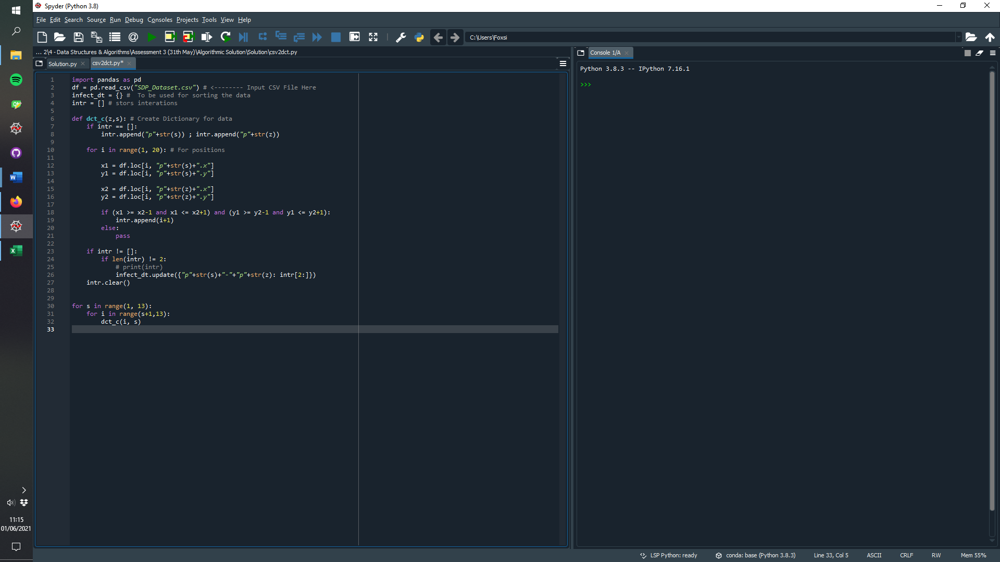 Spyder (Python 3.8)
File Edit Search Source Run Debug Consoles Projects Tools View Help
C:\Users\Foxsi
... 2\4 - Data Structures & Algorithms\Assessment 3 (31th May)\Algorithmic Solution\Solution\csv2dct.py
Solution.py csv2dct.py*
1 import pandas as pd
2 df = pd.read_csv("SDP_Dataset.csv") # <-------- Input CSV File Here
3 infect_dt = {} #  To be used for sorting the data
4 intr = [] # stors interations
5
6 def dct_c(z,s): # Create Dictionary for data
7     if intr == []:
8         intr.append("p"+str(s)) ; intr.append("p"+str(z))
9
10     for i in range(1, 20): # For positions
11
12         x1 = df.loc[i, "p"+str(s)+".x"]
13         y1 = df.loc[i, "p"+str(s)+".y"]
14
15         x2 = df.loc[i, "p"+str(z)+".x"]
16         y2 = df.loc[i, "p"+str(z)+".y"]
17
18         if (x1 >= x2-1 and x1 <= x2+1) and (y1 >= y2-1 and y1 <= y2+1):
19             intr.append(i+1)
20         else:
21             pass
22
23     if intr != []:
24         if len(intr) != 2:
25             # print(intr)
26             infect_dt.update({"p"+str(s)+"-"+"p"+str(z): intr[2:]})
27     intr.clear()
28
29
30 for s in range(1, 13):
31     for i in range(s+1,13):
32         dct_c(i, s)
33
Console 1/A
Python 3.8.3 -- IPython 7.16.1
>>>
11:15
01/06/2021
LSP Python: ready conda: base (Python 3.8.3) Line 33, Col 5 ASCII CRLF RW Mem 55%